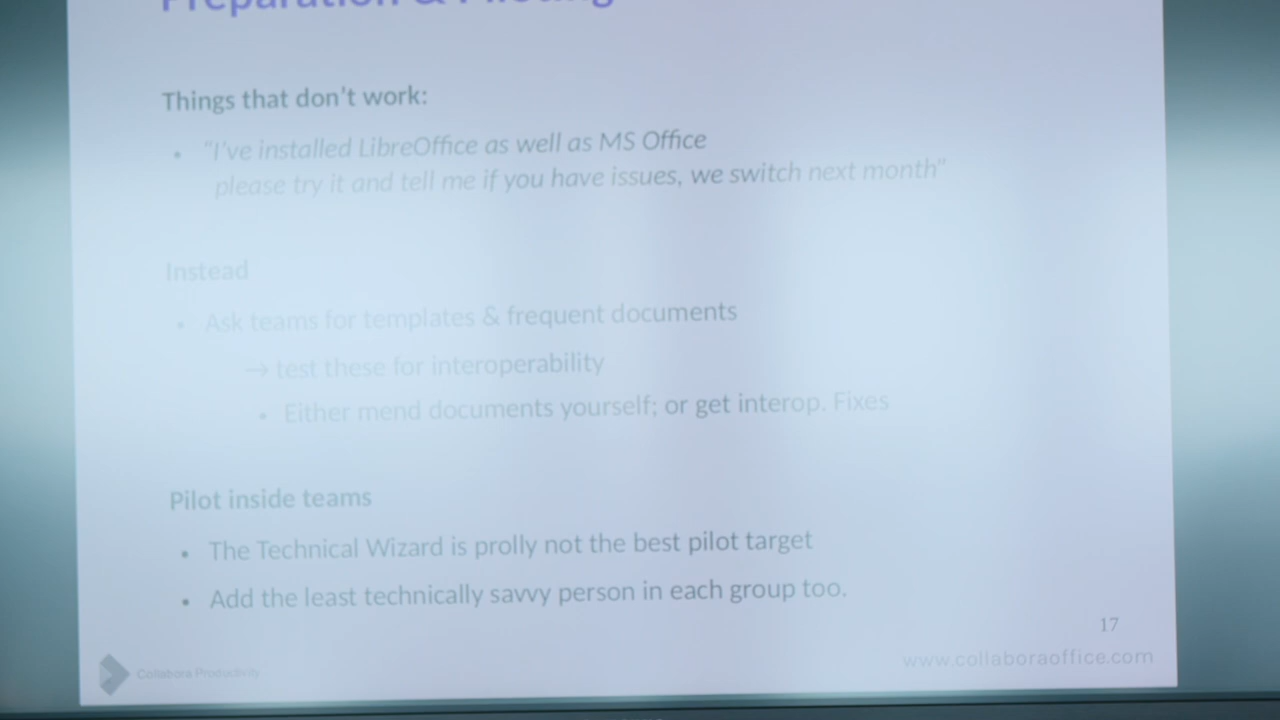 Preparation & Piloting
Things that don't work:
• "I've installed LibreOffice as well as MS Office
please try it and tell me if you have issues, we switch next month"
Instead
• Ask teams for templates & frequent documents
→ test these for interoperability
• Either mend documents yourself; or get interop. Fixes
Pilot inside teams
• The Technical Wizard is prolly not the best pilot target
• Add the least technically savvy person in each group too.
17
Collabora Productivity
www.collaboraoffice.com